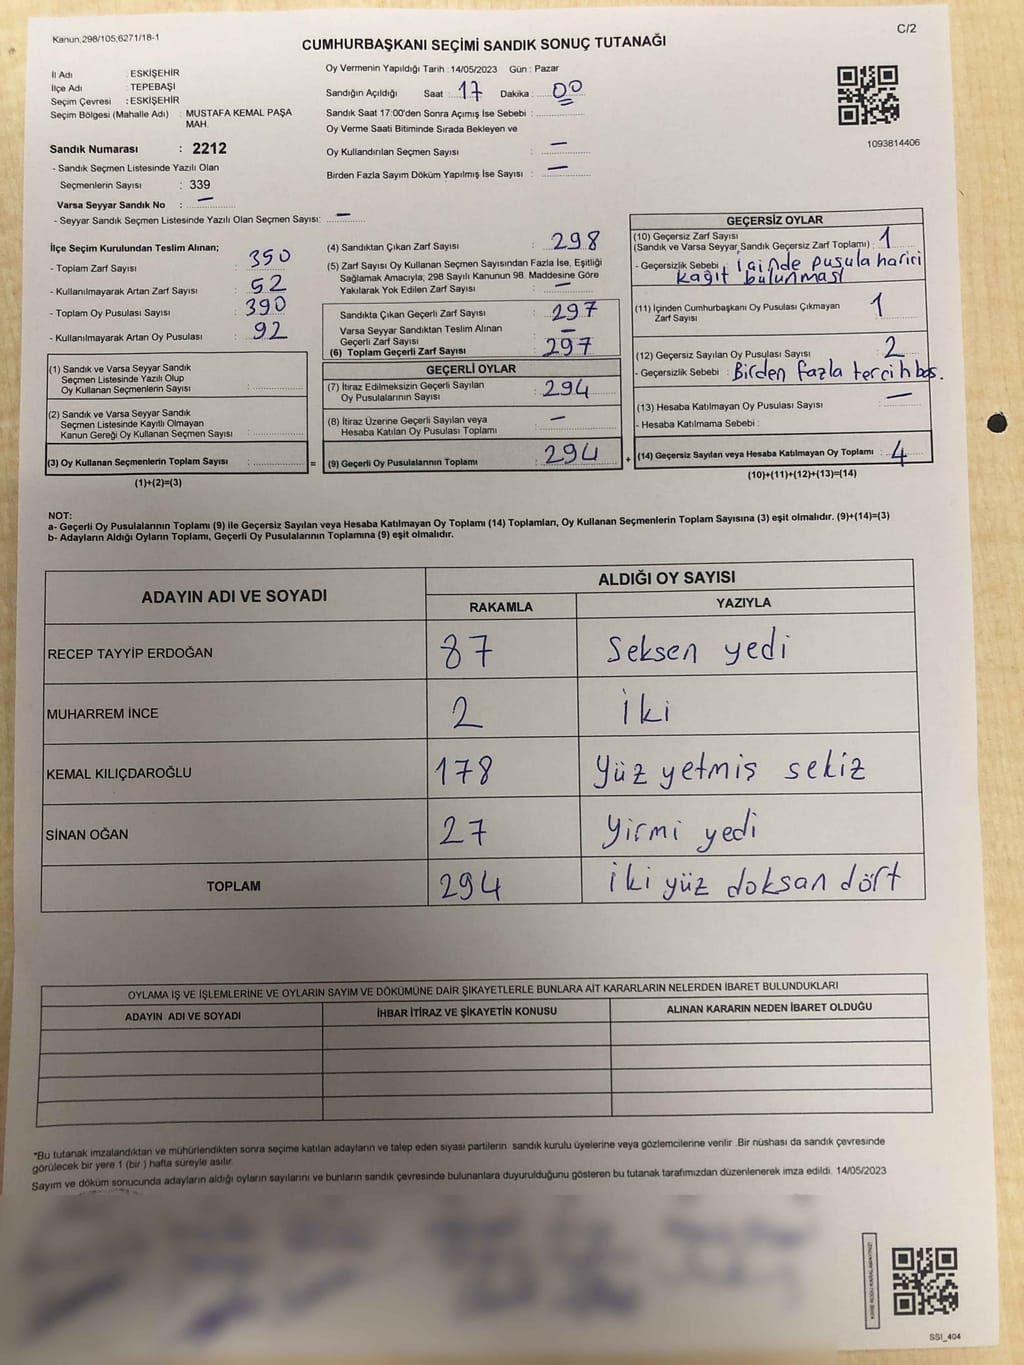 Kanun 298/105,6271/18-1
C/2
CUMHURBAŞKANI SEÇİMİ SANDIK SONUÇ TUTANAĞI
İl Adı : ESKİŞEHİR
İlçe Adı : TEPEBAŞI
Seçim Çevresi : ESKİŞEHİR
Seçim Bölgesi (Mahalle Adı) : MUSTAFA KEMAL PAŞA
MAH.
Sandık Numarası : 2212
- Sandık Seçmen Listesinde Yazılı Olan
Seçmenlerin Sayısı : 339
Varsa Seyyar Sandık No : —
- Seyyar Sandık Seçmen Listesinde Yazılı Olan Seçmen Sayısı: —
Oy Vermenin Yapıldığı Tarih : 14/05/2023 Gün : Pazar
Sandığın Açıldığı Saat : 17 Dakika : 00
Sandık Saat 17:00'den Sonra Açımış İse Sebebi :
Oy Verme Saati Bitiminde Sırada Bekleyen ve
Oy Kullandırılan Seçmen Sayısı : —
Birden Fazla Sayım Döküm Yapılmış İse Sayısı : —
1093814406
İlçe Seçim Kurulundan Teslim Alınan;
- Toplam Zarf Sayısı : 350
- Kullanılmayarak Artan Zarf Sayısı : 52
- Toplam Oy Pusulası Sayısı : 390
- Kullanılmayarak Artan Oy Pusulası : 92
(1) Sandık ve Varsa Seyyar Sandık
Seçmen Listesinde Yazılı Olup
Oy Kullanan Seçmenlerin Sayısı :
(2) Sandık ve Varsa Seyyar Sandık
Seçmen Listesinde Kayıtlı Olmayan
Kanun Gereği Oy Kullanan Seçmen Sayısı :
(3) Oy Kullanan Seçmenlerin Toplam Sayısı : =
(1)+(2)=(3)
(4) Sandıktan Çıkan Zarf Sayısı : 298
(5) Zarf Sayısı Oy Kullanan Seçmen Sayısından Fazla İse, Eşitliği
Sağlamak Amacıyla; 298 Sayılı Kanunun 98. Maddesine Göre
Yakılarak Yok Edilen Zarf Sayısı : —
Sandıkta Çıkan Geçerli Zarf Sayısı : 297
Varsa Seyyar Sandıktan Teslim Alınan
Geçerli Zarf Sayısı : —
(6) Toplam Geçerli Zarf Sayısı : 297
GEÇERLİ OYLAR
(7) İtiraz Edilmeksizin Geçerli Sayılan
Oy Pusulalarının Sayısı : 294
(8) İtiraz Üzerine Geçerli Sayılan veya
Hesaba Katılan Oy Pusulası Toplamı : —
(9) Geçerli Oy Pusulalarının Toplamı : 294 +
GEÇERSİZ OYLAR
(10) Geçersiz Zarf Sayısı
(Sandık ve Varsa Seyyar Sandık Geçersiz Zarf Toplamı) : 1
- Geçersizlik Sebebi : İçinde pusula harici
kağıt bulunması
(11) İçinden Cumhurbaşkanı Oy Pusulası Çıkmayan
Zarf Sayısı : 1
(12) Geçersiz Sayılan Oy Pusulası Sayısı : 2
- Geçersizlik Sebebi : Birden fazla tercih bas.
(13) Hesaba Katılmayan Oy Pusulası Sayısı : —
- Hesaba Katılmama Sebebi :
(14) Geçersiz Sayılan veya Hesaba Katılmayan Oy Toplamı : 4
(10)+(11)+(12)+(13)=(14)
NOT:
a- Geçerli Oy Pusulalarının Toplamı (9) ile Geçersiz Sayılan veya Hesaba Katılmayan Oy Toplamı (14) Toplamları, Oy Kullanan Seçmenlerin Toplam Sayısına (3) eşit olmalıdır. (9)+(14)=(3)
b- Adayların Aldığı Oyların Toplamı, Geçerli Oy Pusulalarının Toplamına (9) eşit olmalıdır.
ADAYIN ADI VE SOYADI
ALDIĞI OY SAYISI
RAKAMLA YAZIYLA
RECEP TAYYİP ERDOĞAN 87 Seksen yedi
MUHARREM İNCE 2 İki
KEMAL KILIÇDAROĞLU 178 Yüz yetmiş sekiz
SİNAN OĞAN 27 Yirmi yedi
TOPLAM 294 İki yüz doksan dört
OYLAMA İŞ VE İŞLEMLERİNE VE OYLARIN SAYIM VE DÖKÜMÜNE DAİR ŞİKAYETLERLE BUNLARA AİT KARARLARIN NELERDEN İBARET BULUNDUKLARI
ADAYIN ADI VE SOYADI İHBAR İTİRAZ VE ŞİKAYETİN KONUSU ALINAN KARARIN NEDEN İBARET OLDUĞU
*Bu tutanak imzalandıktan ve mühürlendikten sonra seçime katılan adayların ve talep eden siyasi partilerin sandık kurulu üyelerine veya gözlemcilerine verilir .Bir nüshası da sandık çevresinde
görülecek bir yere 1 (bir ) hafta süreyle asılır.
Sayım ve döküm sonucunda adayların aldığı oyların sayılarını ve bunların sandık çevresinde bulunanlara duyurulduğunu gösteren bu tutanak tarafımızdan düzenlenerek imza edildi. 14/05/2023
SSI_404